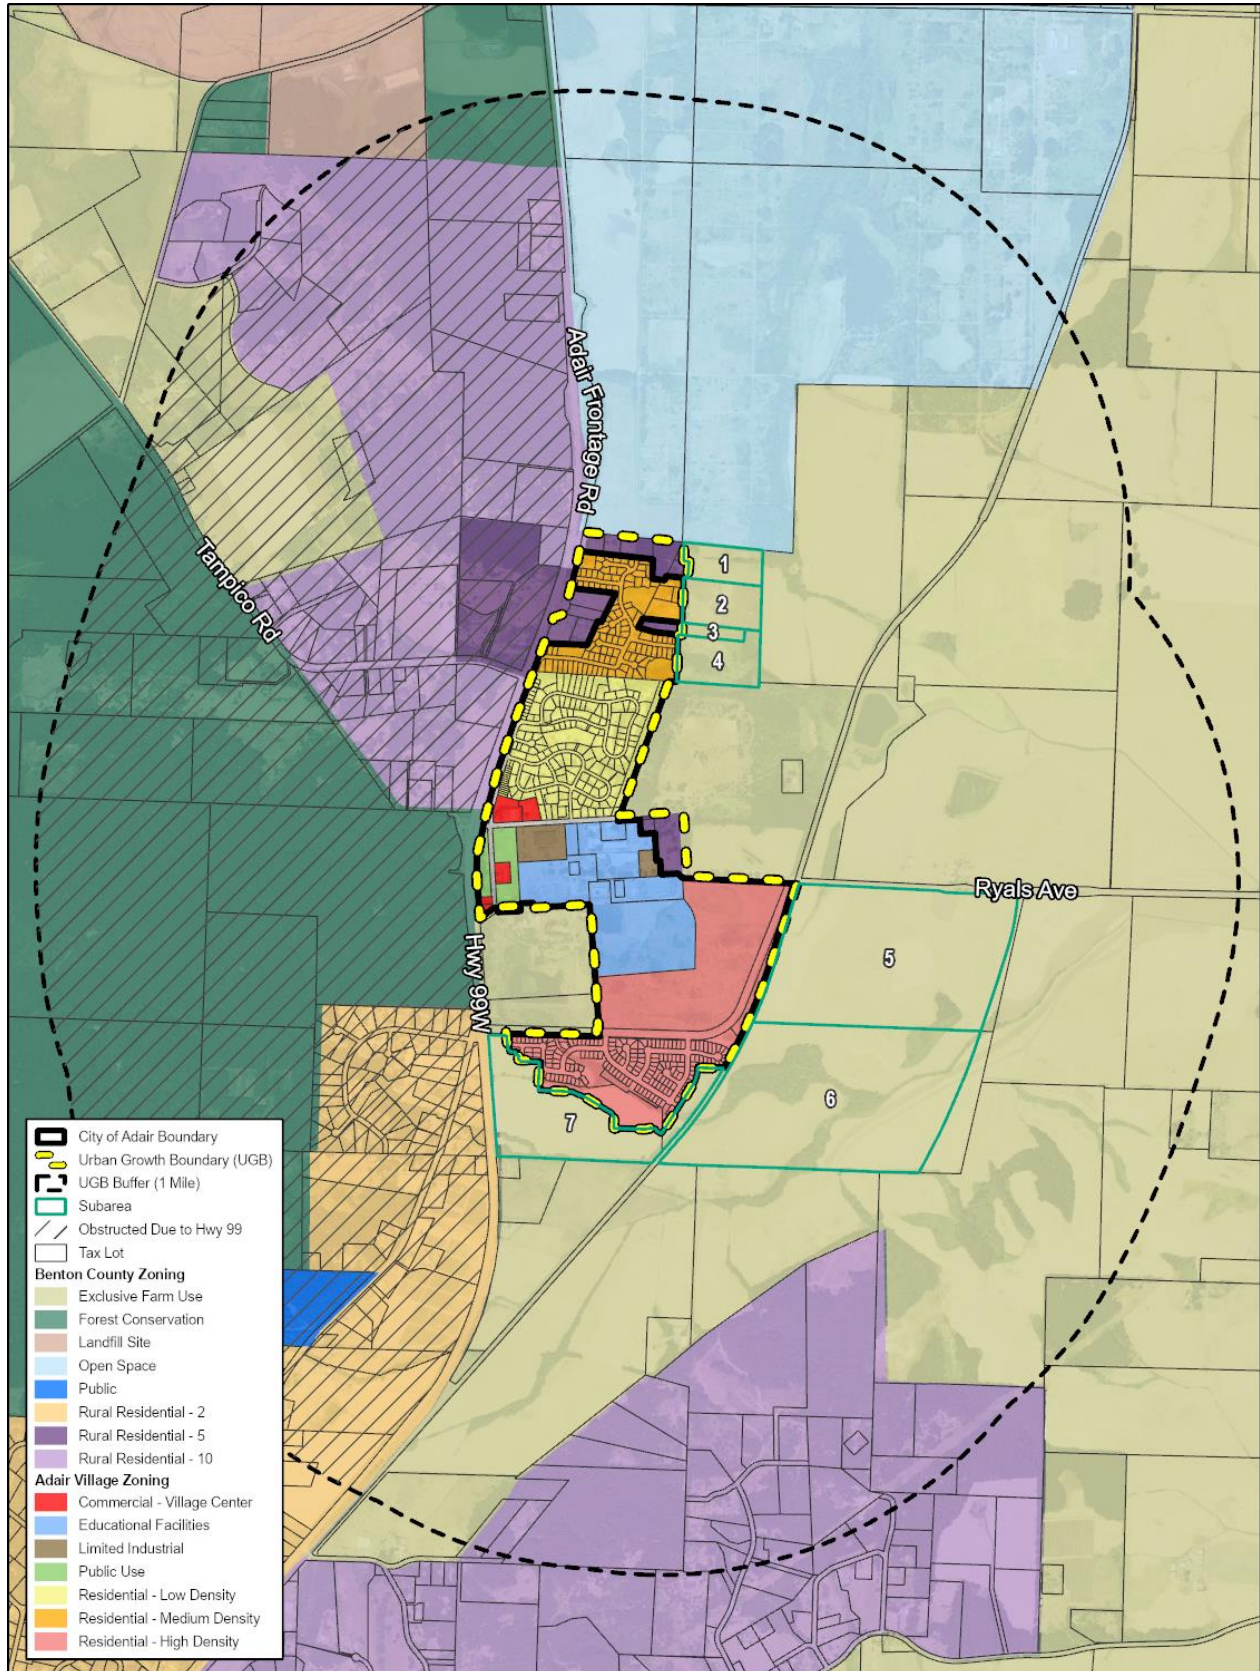 Adair Frontage Rd
Tampico Rd
1
2
3
4
Ryals Ave
5
Hwy 99W
6
7
City of Adair Boundary
Urban Growth Boundary (UGB)
UGB Buffer (1 Mile)
Subarea
Obstructed Due to Hwy 99
Tax Lot
Benton County Zoning
Exclusive Farm Use
Forest Conservation
Landfill Site
Open Space
Public
Rural Residential - 2
Rural Residential - 5
Rural Residential - 10
Adair Village Zoning
Commercial - Village Center
Educational Facilities
Limited Industrial
Public Use
Residential - Low Density
Residential - Medium Density
Residential - High Density